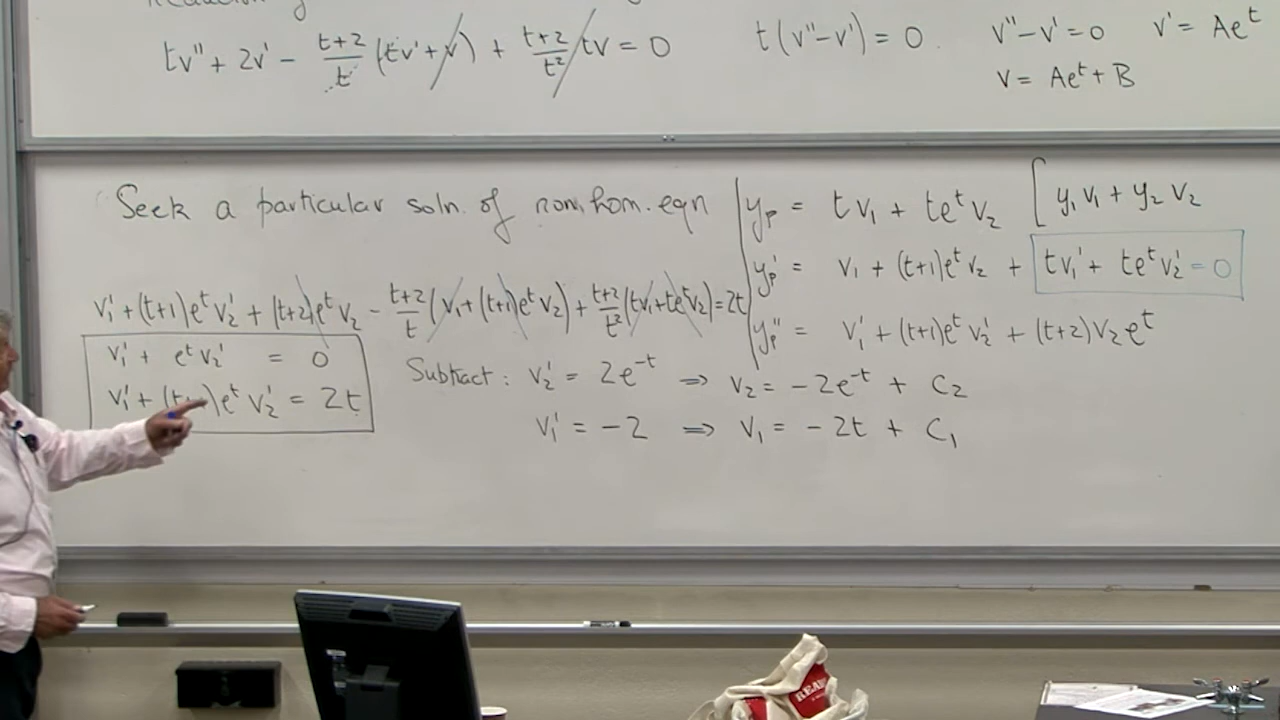 tv'' + 2v' - (t+2)/t (tv' + v) + (t+2)/t² tv = 0
t(v'' - v') = 0
v'' - v' = 0 v' = Ae^t
v = Ae^t + B
Seek a particular soln. of non.hom. eqn
y_p = tv₁ + te^t v₂ [ y₁v₁ + y₂v₂
y_p' = v₁ + (t+1)e^t v₂ + tv₁' + te^t v₂' = 0
y_p'' = v₁' + (t+1)e^t v₂' + (t+2)v₂e^t
v₁' + (t+1)e^t v₂' + (t+2)e^t v₂ - (t+2)/t (v₁ + (t+1)e^t v₂) + (t+2)/t² (tv₁ + te^t v₂) = 2t
v₁' + e^t v₂' = 0
v₁' + (t )e^t v₂' = 2t
Subtract: v₂' = 2e^-t ⇒ v₂ = -2e^-t + C₂
v₁' = -2 ⇒ v₁ = -2t + C₁
REA